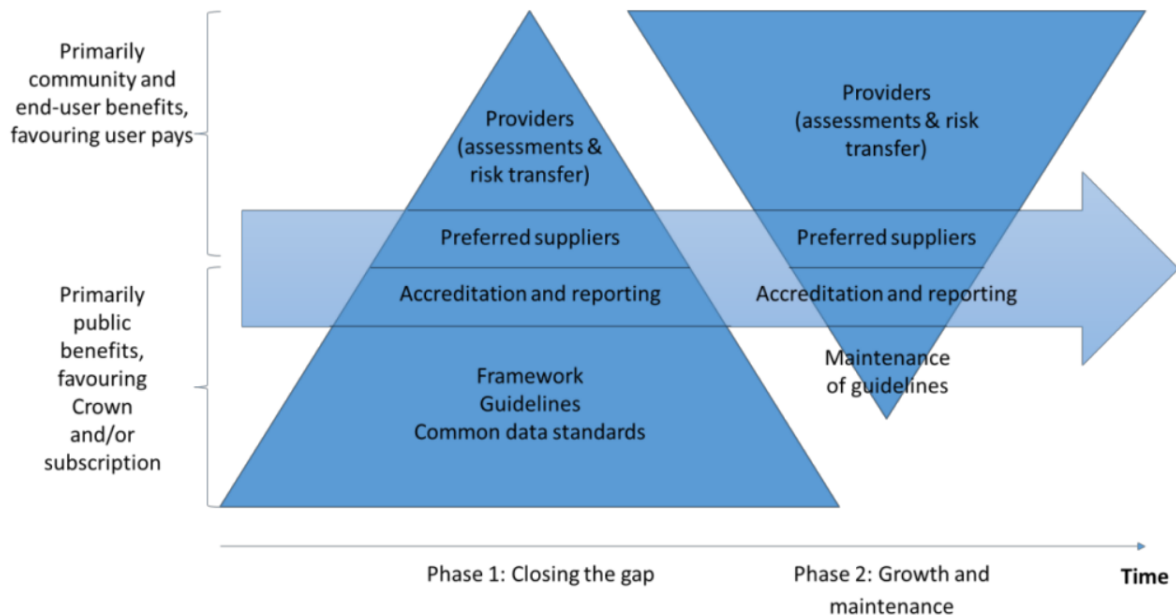 Primarily
community and
end-user benefits,
favouring user pays
Primarily
public
benefits,
favouring
Crown
and/or
subscription
Providers
(assessments &
risk transfer)
Preferred suppliers
Accreditation and reporting
Framework
Guidelines
Common data standards
Providers
(assessments & risk
transfer)
Preferred suppliers
Accreditation and reporting
Maintenance
of guidelines
Phase 1: Closing the gap
Phase 2: Growth and
maintenance
Time